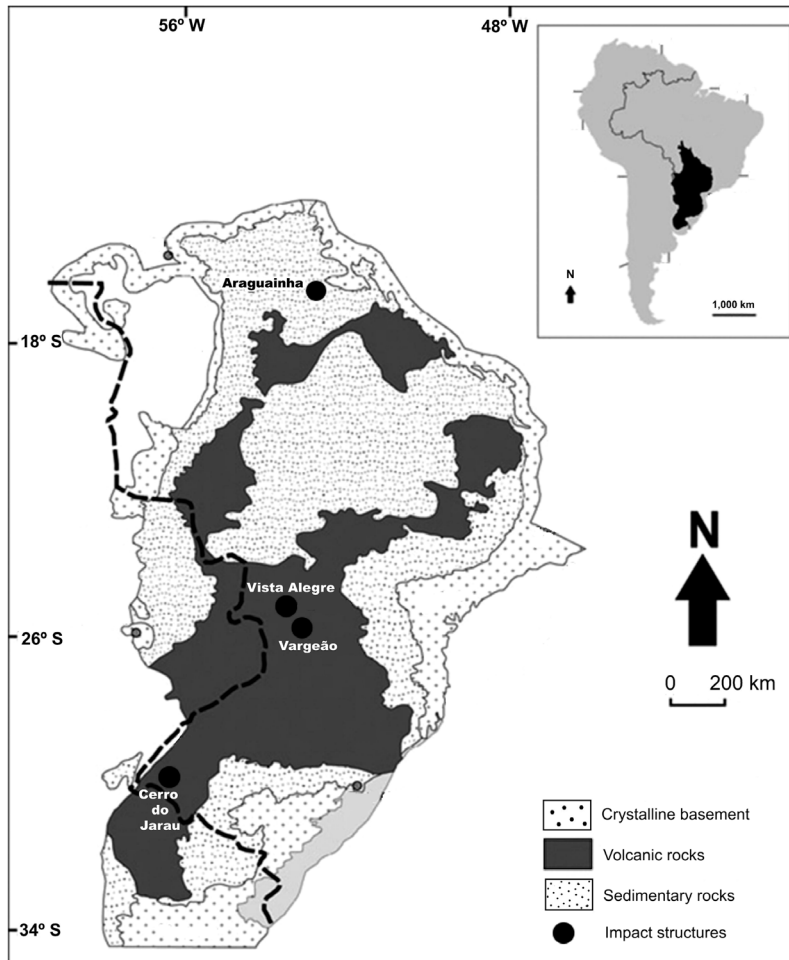 56º W
48º W
N
1,000 km
Araguainha
18º S
N
Vista Alegre
26º S
Vargeão
0 200 km
Cerro
do
Jarau
Crystalline basement
Volcanic rocks
Sedimentary rocks
34º S
Impact structures